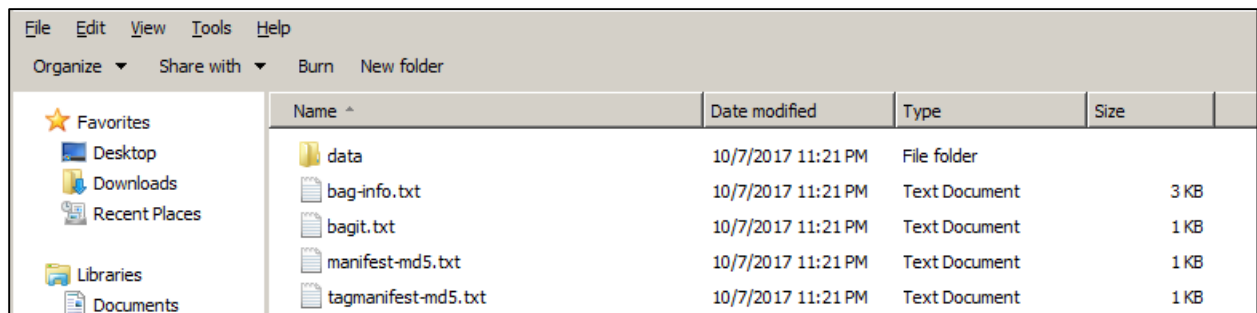 File Edit View Tools Help
Organize Share with Burn New folder
Favorites
Desktop
Downloads
Recent Places
Libraries
Documents
Name Date modified Type Size
data 10/7/2017 11:21 PM File folder
bag-info.txt 10/7/2017 11:21 PM Text Document 3 KB
bagit.txt 10/7/2017 11:21 PM Text Document 1 KB
manifest-md5.txt 10/7/2017 11:21 PM Text Document 1 KB
tagmanifest-md5.txt 10/7/2017 11:21 PM Text Document 1 KB